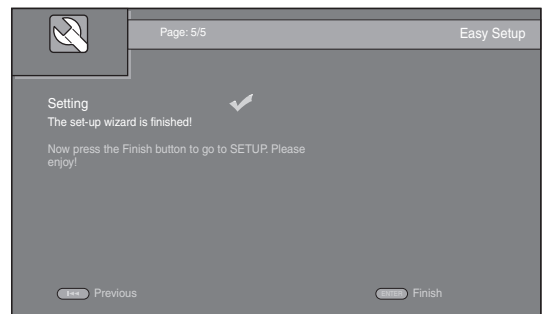 Page: 5/5
Easy Setup
Setting
The set-up wizard is finished!
Now press the Finish button to go to SETUP. Please
enjoy!
Previous
ENTER Finish